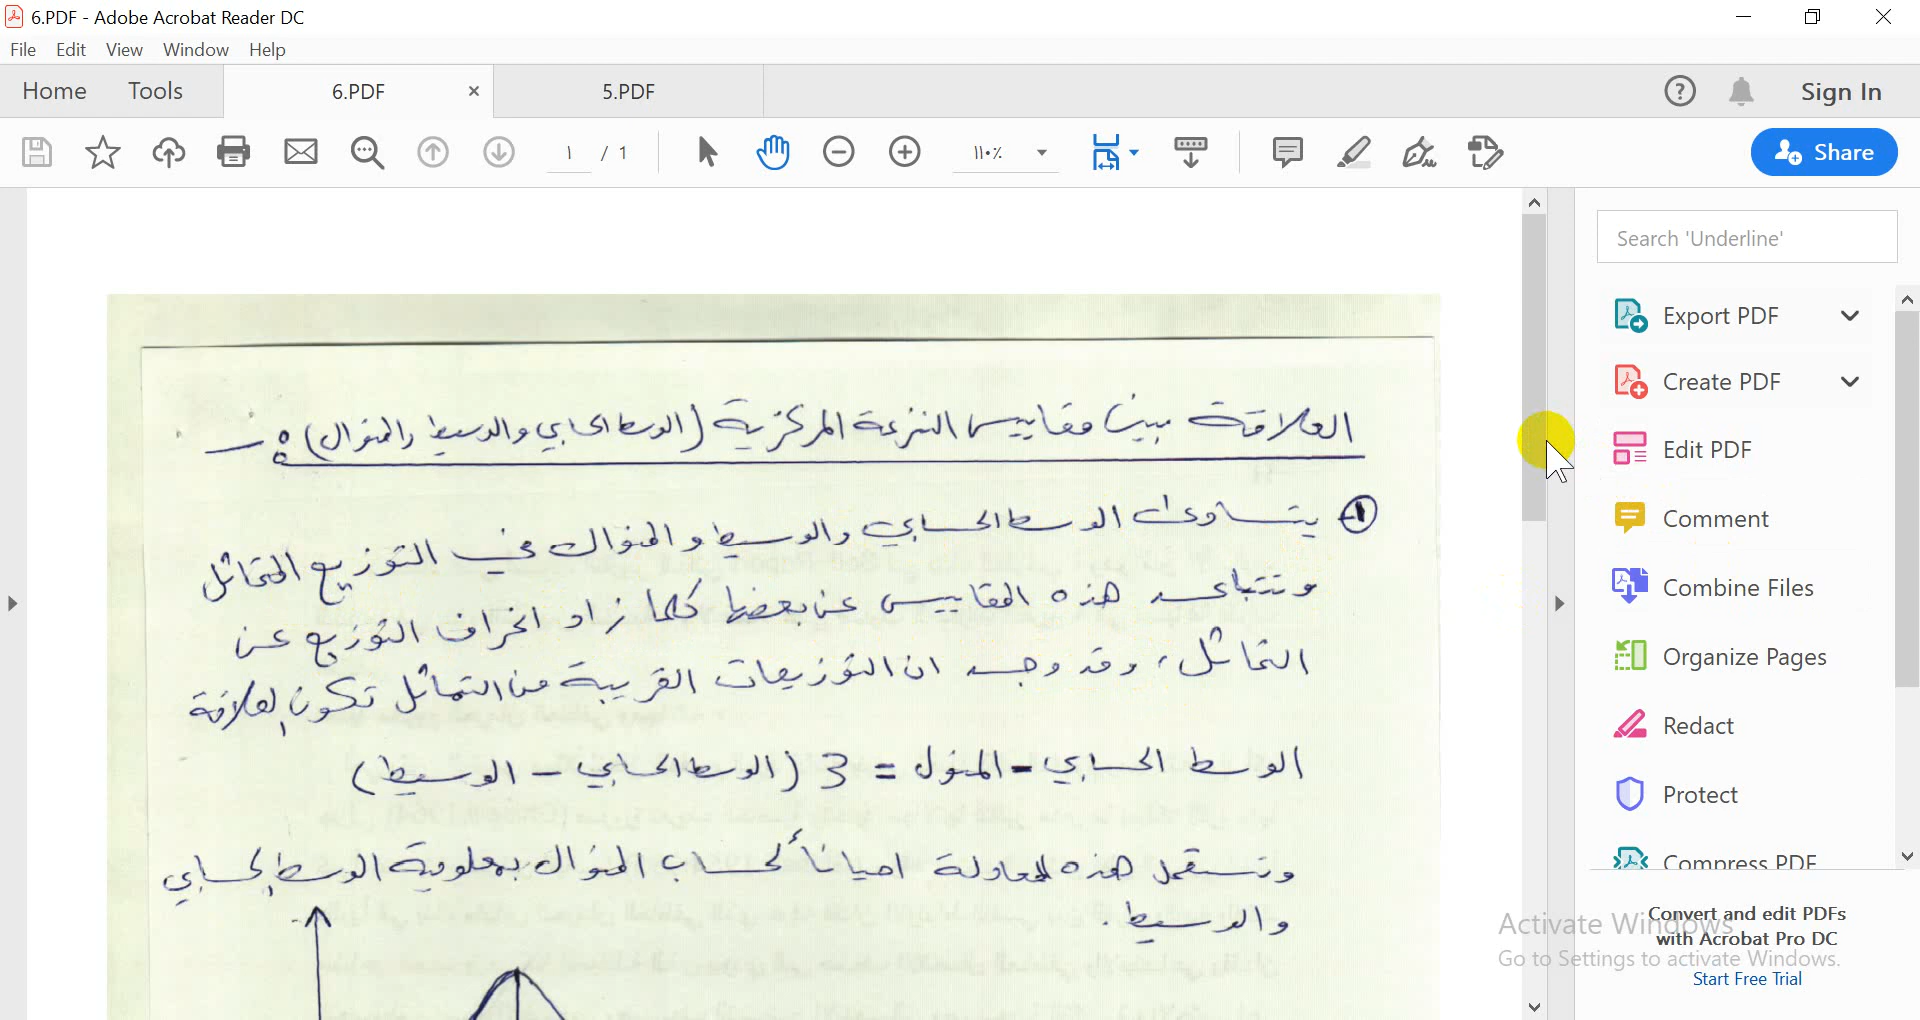 6.PDF - Adobe Acrobat Reader DC
File Edit View Window Help
Home Tools 6.PDF × 5.PDF Sign In
١ / 1 ١١٠٪ Share
Search 'Underline'
Export PDF
Create PDF
Edit PDF
Comment
Combine Files
Organize Pages
Redact
Protect
Compress PDF
Convert and edit PDFs
with Acrobat Pro DC
Start Free Trial
Activate Windows
Go to Settings to activate Windows.
العلاقة بين مقاييس النزعة المركزية (الوسط الحسابي والوسيط والمنوال) :-
① يتساوى الوسط الحسابي والوسيط والمنوال في التوزيع المتماثل
وتتباعد هذه المقاييس عن بعضها كلما زاد انحراف التوزيع عن
التماثل، وقد وجد ان التوزيعات القريبة من التماثل تكون العلاقة
الوسط الحسابي - المنوال = 3 (الوسط الحسابي - الوسيط)
وتستعمل هذه المعادلة احياناً لحساب المنوال بمعلومية الوسط الحسابي
والوسيط.